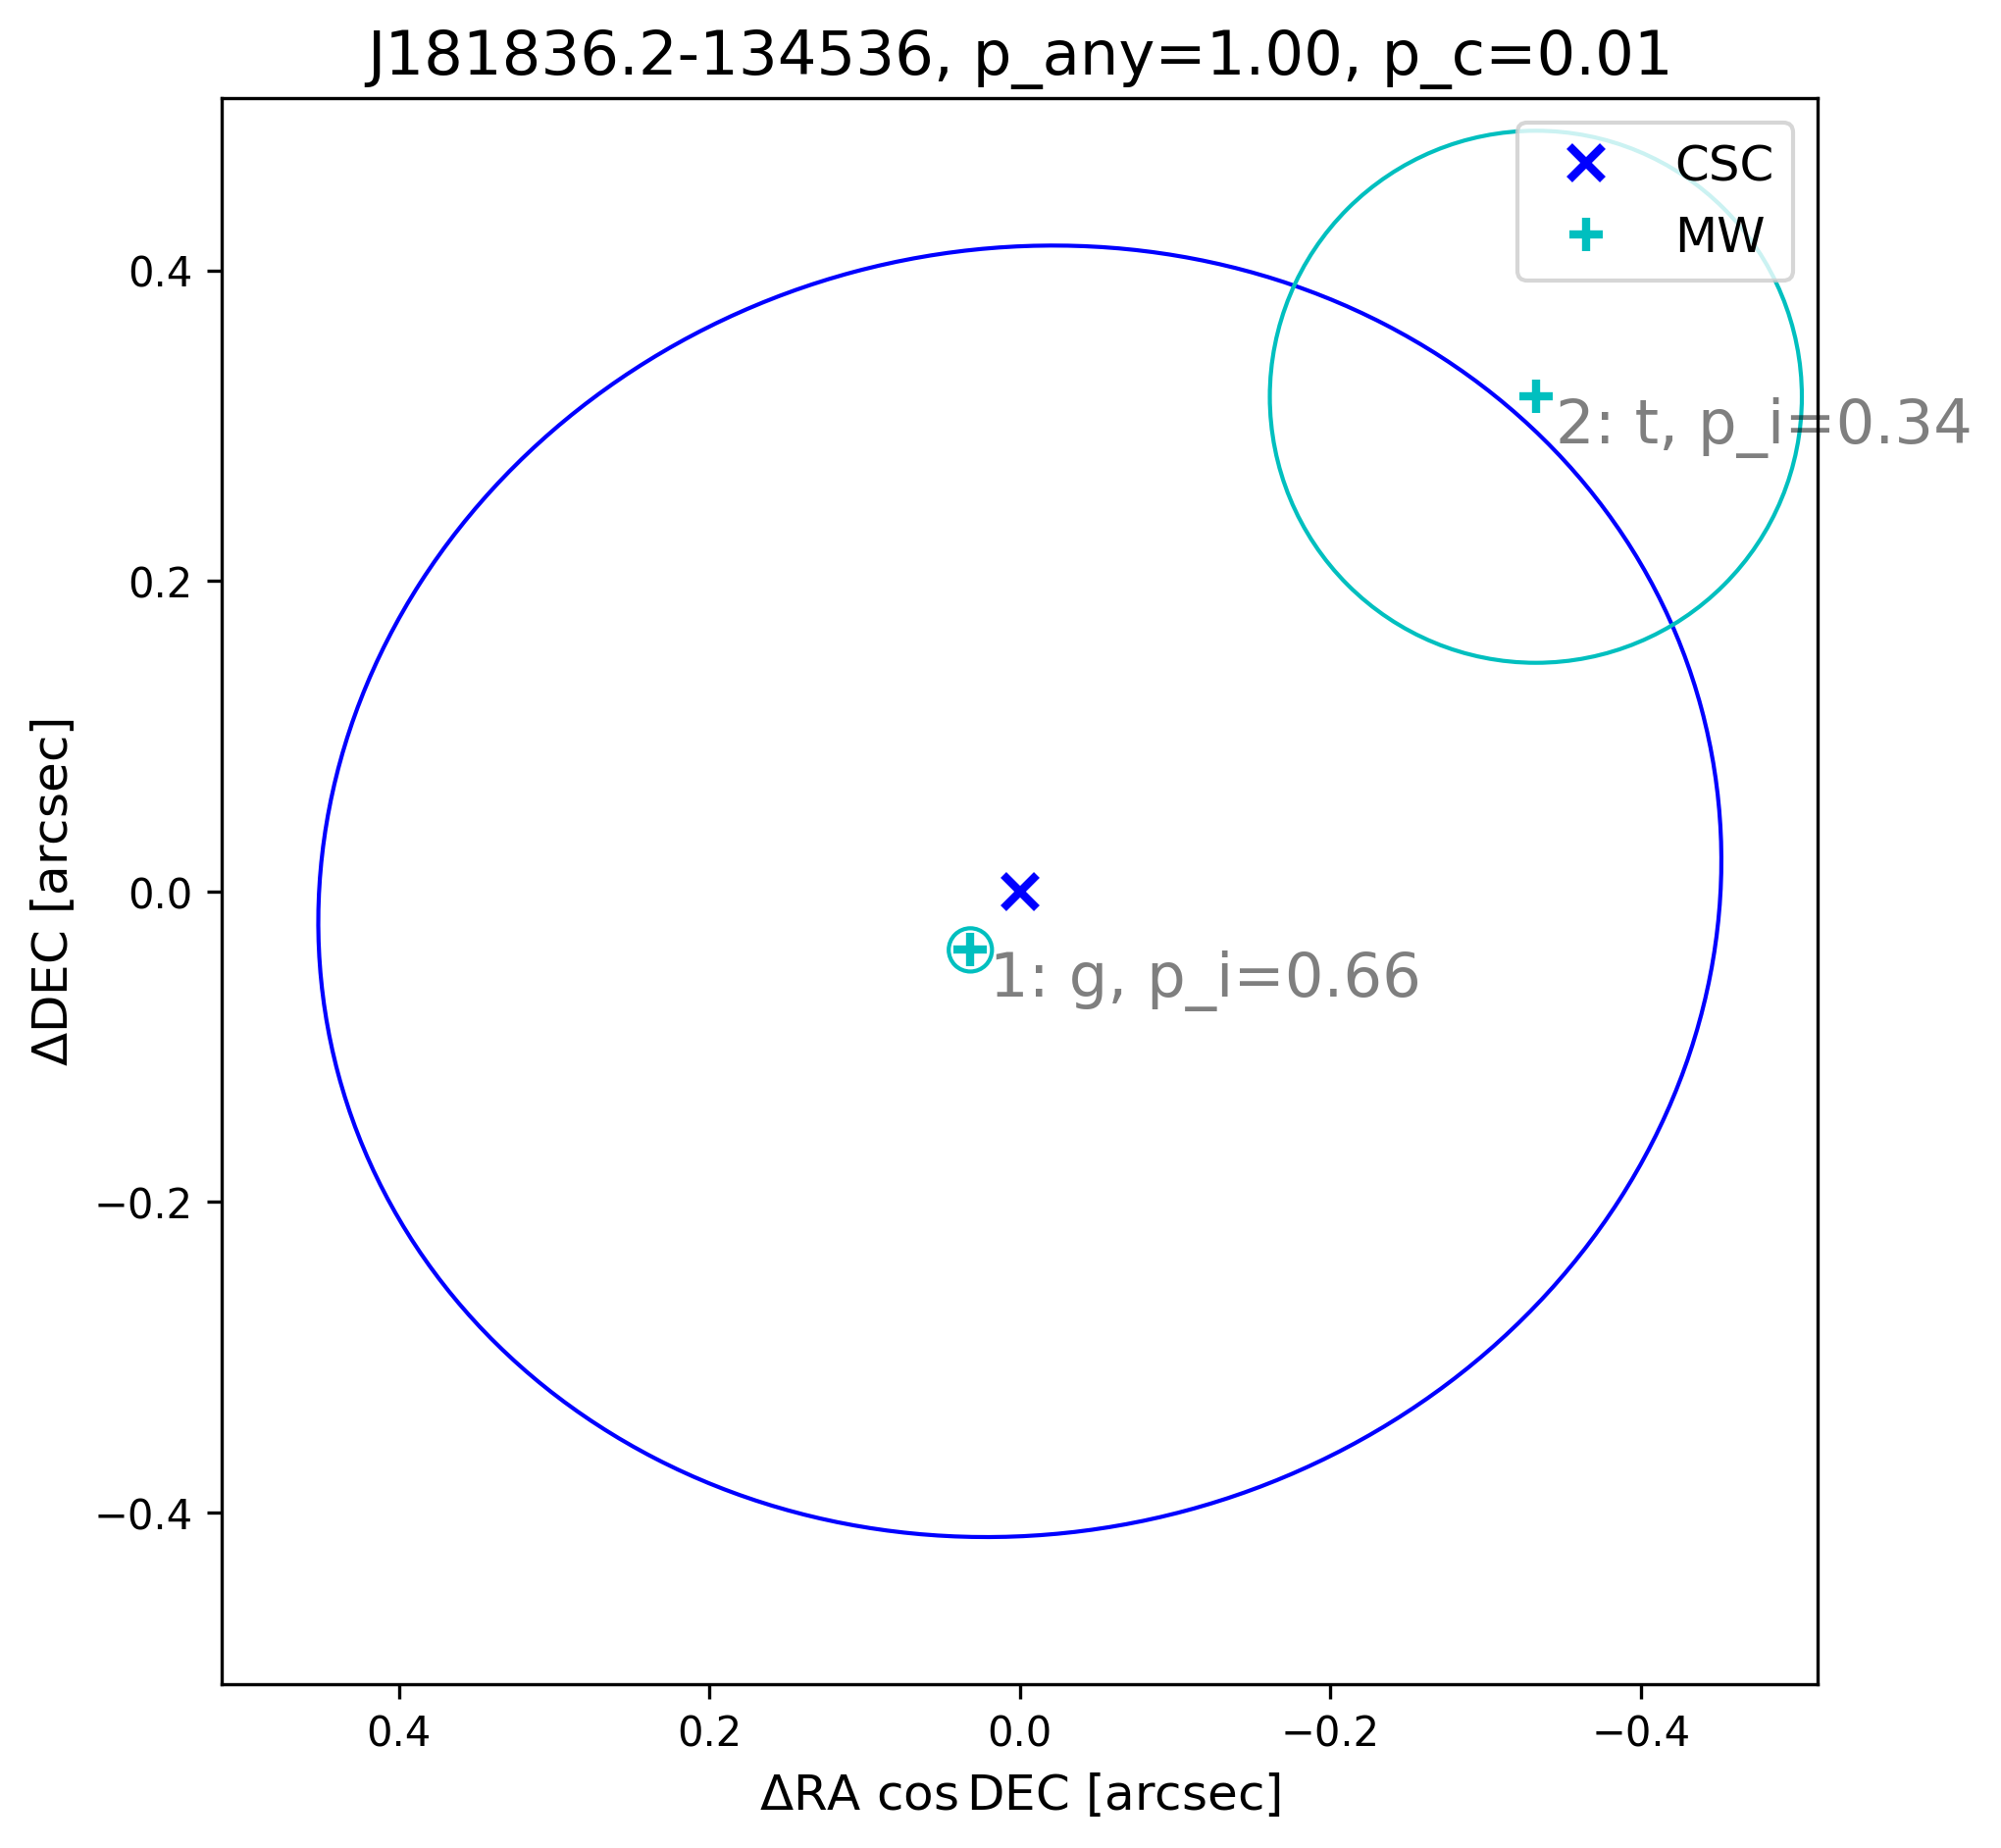 J181836.2-134536, p_any=1.00, p_c=0.01
CSC
MW
2: t, p_i=0.34
1: g, p_i=0.66
0.4
0.2
0.0
−0.2
−0.4
ΔDEC [arcsec]
0.4 0.2 0.0 −0.2 −0.4
ΔRA cos DEC [arcsec]